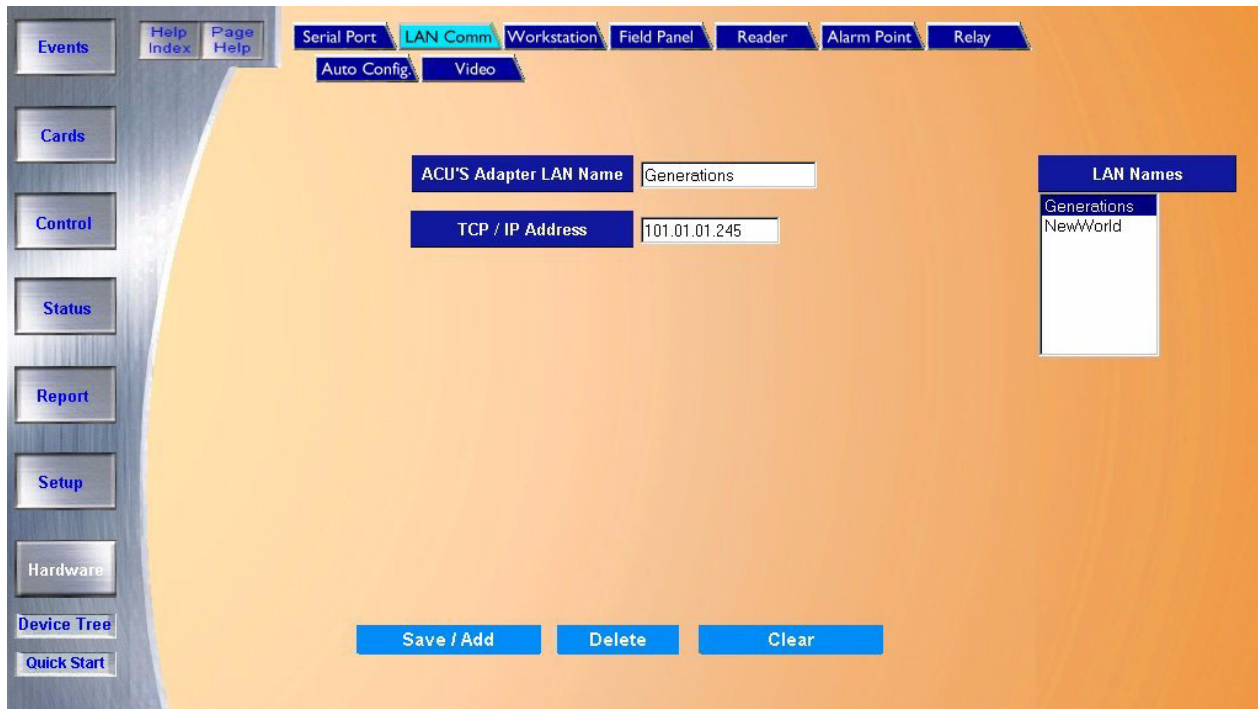 Events
Help Index
Page Help
Serial Port
LAN Comm
Workstation
Field Panel
Reader
Alarm Point
Relay
Auto Config.
Video
Cards
Control
Status
Report
Setup
Hardware
Device Tree
Quick Start
ACU'S Adapter LAN Name
Generations
TCP / IP Address
101.01.01.245
LAN Names
Generations
NewWorld
Save / Add
Delete
Clear